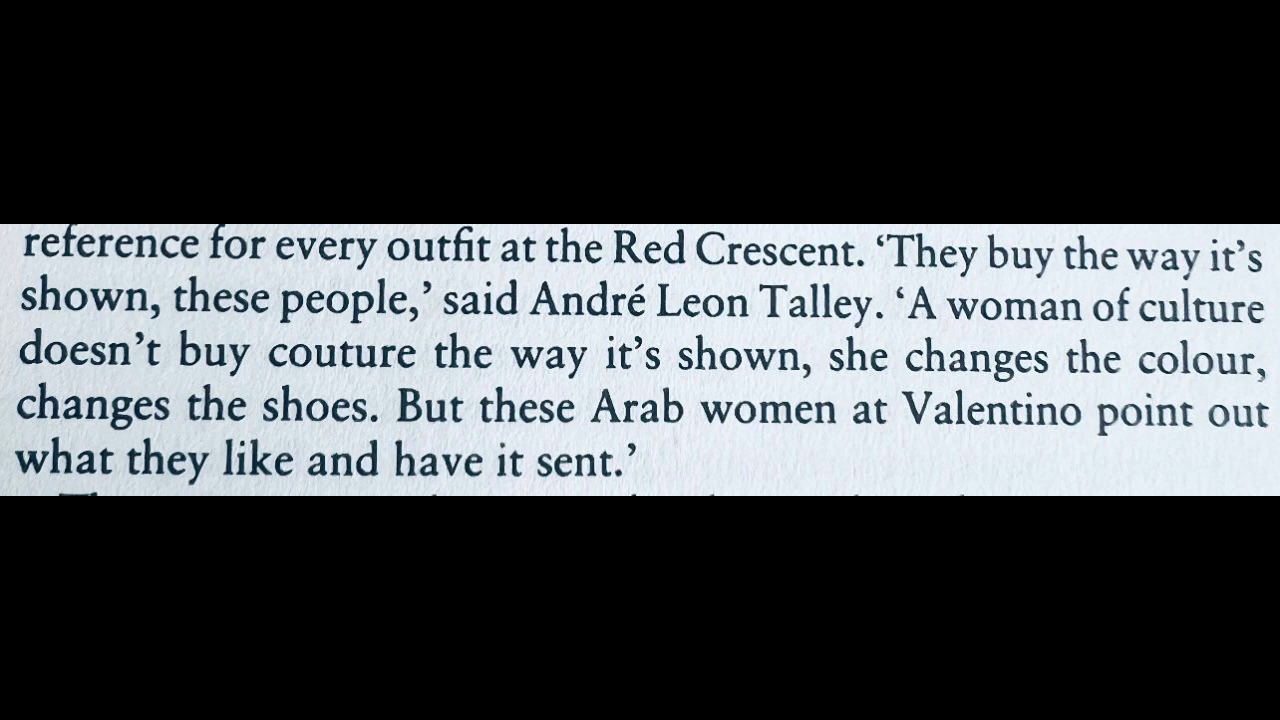 reference for every outfit at the Red Crescent. ‘They buy the way it’s
shown, these people,’ said André Leon Talley. ‘A woman of culture
doesn’t buy couture the way it’s shown, she changes the colour,
changes the shoes. But these Arab women at Valentino point out
what they like and have it sent.’